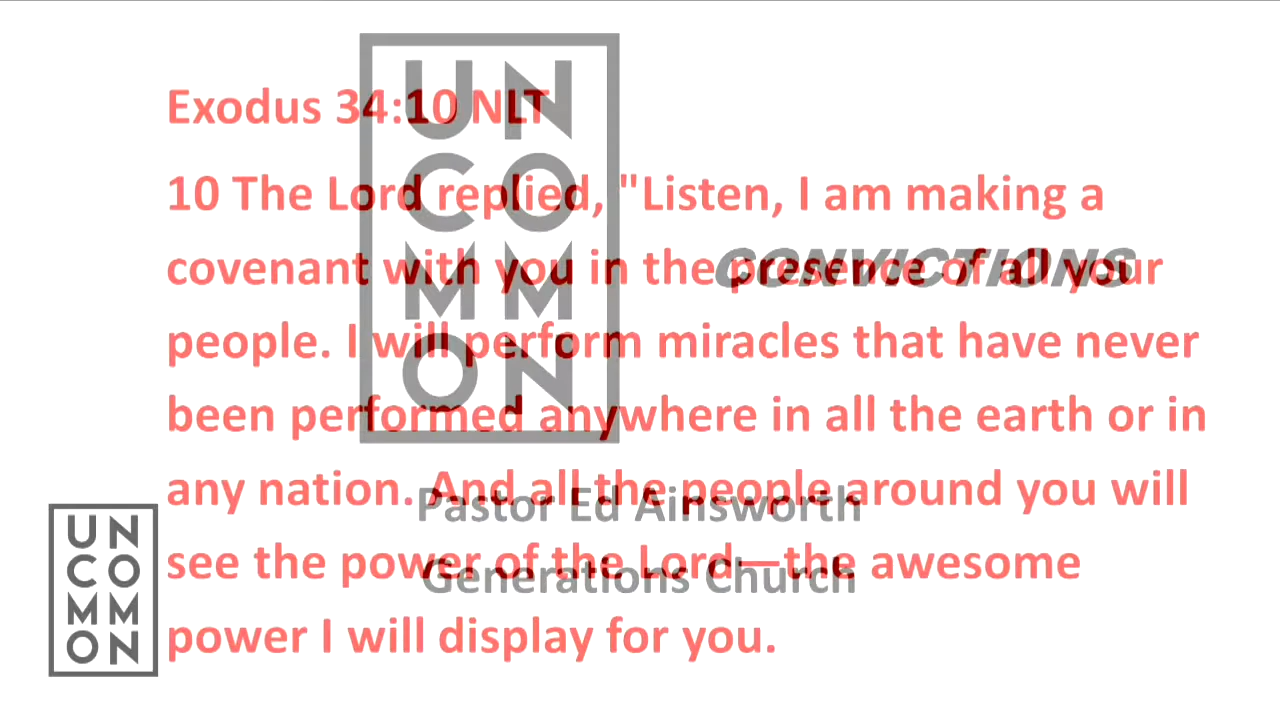 UN
CO
MM
ON
CONVICTIONS
Pastor Ed Ainsworth
Generations Church
Exodus 34:10 NLT
10 The Lord replied, "Listen, I am making a
covenant with you in the presence of all your
people. I will perform miracles that have never
been performed anywhere in all the earth or in
any nation. And all the people around you will
see the power of the Lord—the awesome
power I will display for you.
UN
CO
MM
ON